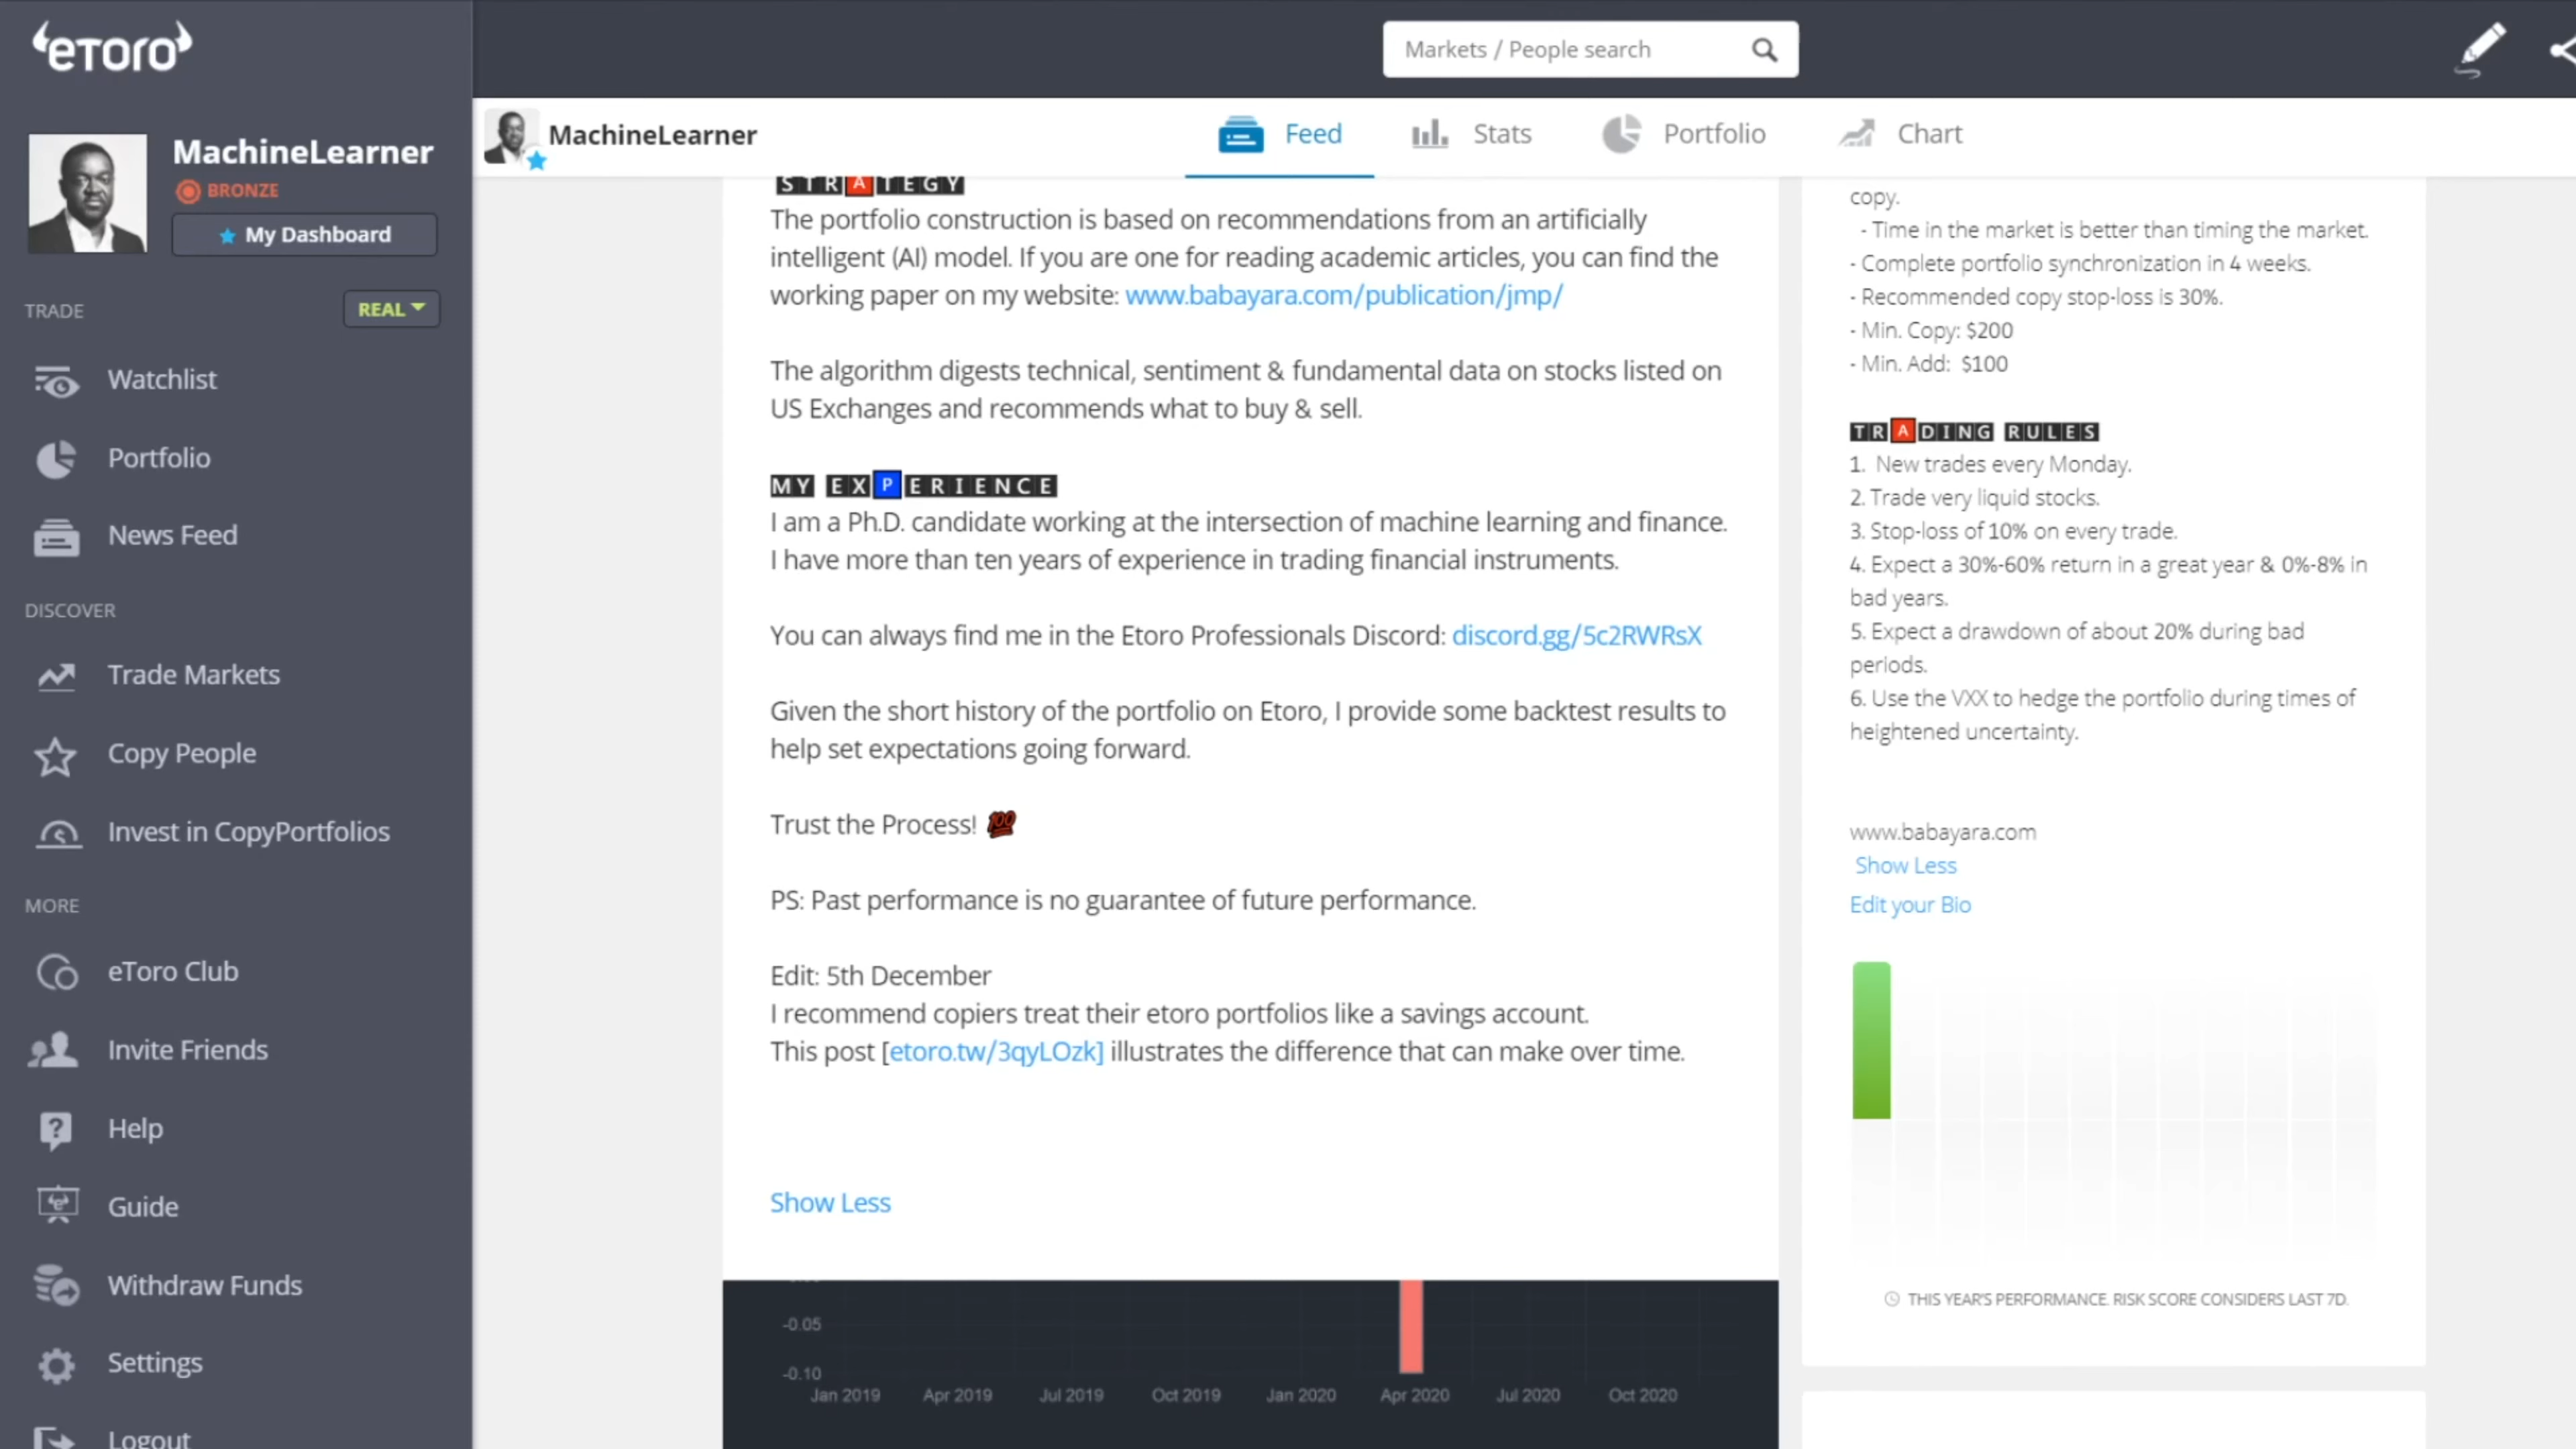 eToro
Markets / People search
MachineLearner
BRONZE
My Dashboard
TRADE
REAL
Watchlist
Portfolio
News Feed
DISCOVER
Trade Markets
Copy People
Invest in CopyPortfolios
MORE
eToro Club
Invite Friends
Help
Guide
Withdraw Funds
Settings
Logout
MachineLearner
Feed
Stats
Portfolio
Chart
STRATEGY
The portfolio construction is based on recommendations from an artificially
intelligent (AI) model. If you are one for reading academic articles, you can find the
working paper on my website: www.babayara.com/publication/jmp/
The algorithm digests technical, sentiment & fundamental data on stocks listed on
US Exchanges and recommends what to buy & sell.
MY EXPERIENCE
I am a Ph.D. candidate working at the intersection of machine learning and finance.
I have more than ten years of experience in trading financial instruments.
You can always find me in the Etoro Professionals Discord: discord.gg/5c2RWRsX
Given the short history of the portfolio on Etoro, I provide some backtest results to
help set expectations going forward.
Trust the Process! 💯
PS: Past performance is no guarantee of future performance.
Edit: 5th December
I recommend copiers treat their etoro portfolios like a savings account.
This post [etoro.tw/3qyLOzk] illustrates the difference that can make over time.
Show Less
-0.05
-0.10
Jan 2019 Apr 2019 Jul 2019 Oct 2019 Jan 2020 Apr 2020 Jul 2020 Oct 2020
copy.
- Time in the market is better than timing the market.
- Complete portfolio synchronization in 4 weeks.
- Recommended copy stop-loss is 30%.
- Min. Copy: $200
- Min. Add: $100
TRADING RULES
1. New trades every Monday.
2. Trade very liquid stocks.
3. Stop-loss of 10% on every trade.
4. Expect a 30%-60% return in a great year & 0%-8% in
bad years.
5. Expect a drawdown of about 20% during bad
periods.
6. Use the VXX to hedge the portfolio during times of
heightened uncertainty.
www.babayara.com
Show Less
Edit your Bio
THIS YEAR'S PERFORMANCE. RISK SCORE CONSIDERS LAST 7D.